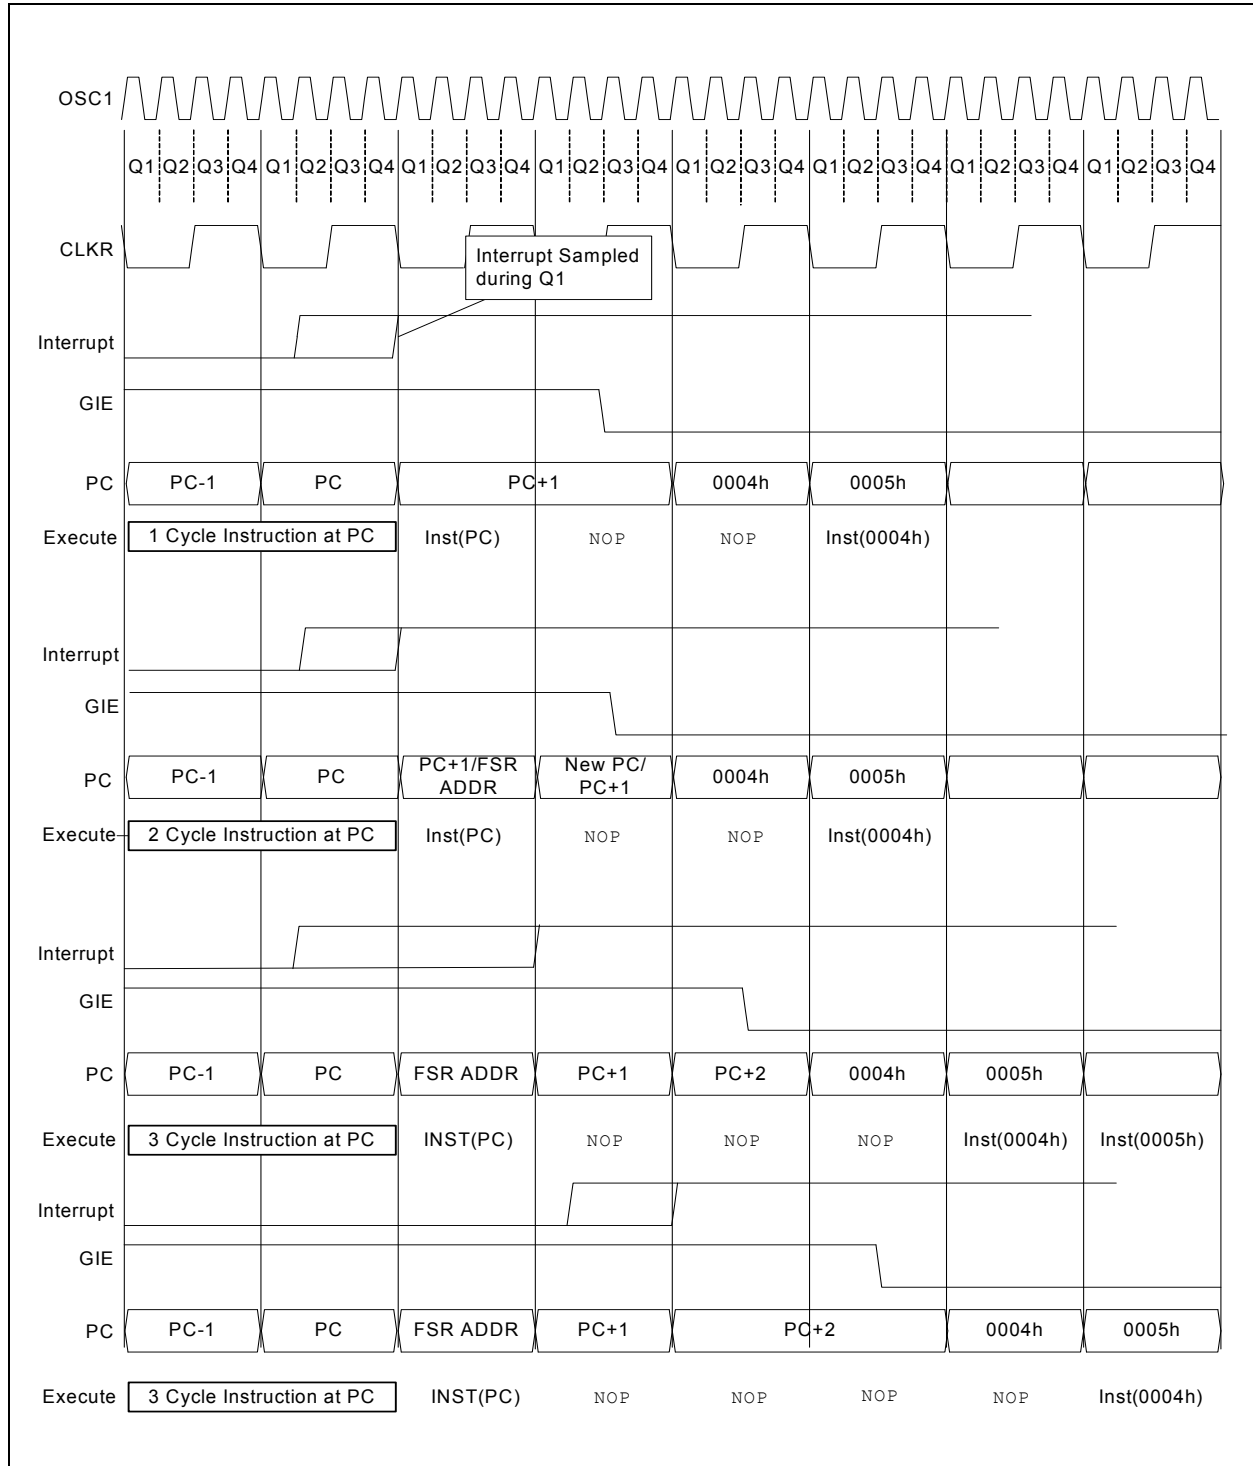 OSC1
Q1 Q2 Q3 Q4 Q1 Q2 Q3 Q4 Q1 Q2 Q3 Q4 Q1 Q2 Q3 Q4 Q1 Q2 Q3 Q4 Q1 Q2 Q3 Q4 Q1 Q2 Q3 Q4 Q1 Q2 Q3 Q4
CLKR
Interrupt Sampled
during Q1
Interrupt
GIE
PC PC-1 PC PC+1 0004h 0005h
Execute 1 Cycle Instruction at PC Inst(PC) NOP NOP Inst(0004h)
Interrupt
GIE
PC PC-1 PC PC+1/FSR ADDR New PC/ PC+1 0004h 0005h
Execute 2 Cycle Instruction at PC Inst(PC) NOP NOP Inst(0004h)
Interrupt
GIE
PC PC-1 PC FSR ADDR PC+1 PC+2 0004h 0005h
Execute 3 Cycle Instruction at PC INST(PC) NOP NOP NOP Inst(0004h) Inst(0005h)
Interrupt
GIE
PC PC-1 PC FSR ADDR PC+1 PC+2 0004h 0005h
Execute 3 Cycle Instruction at PC INST(PC) NOP NOP NOP NOP Inst(0004h)